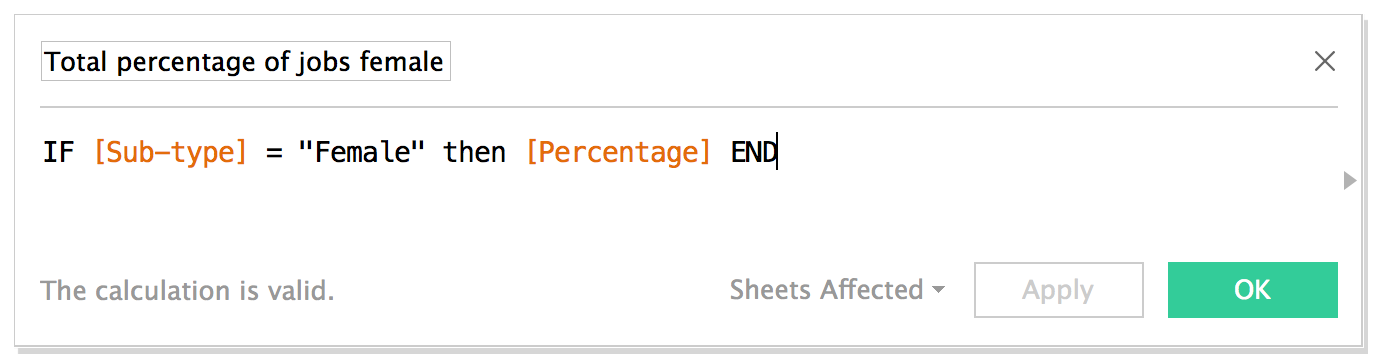 Total percentage of jobs female
IF [Sub-type] = "Female" then [Percentage] END
The calculation is valid.
Sheets Affected
Apply
OK